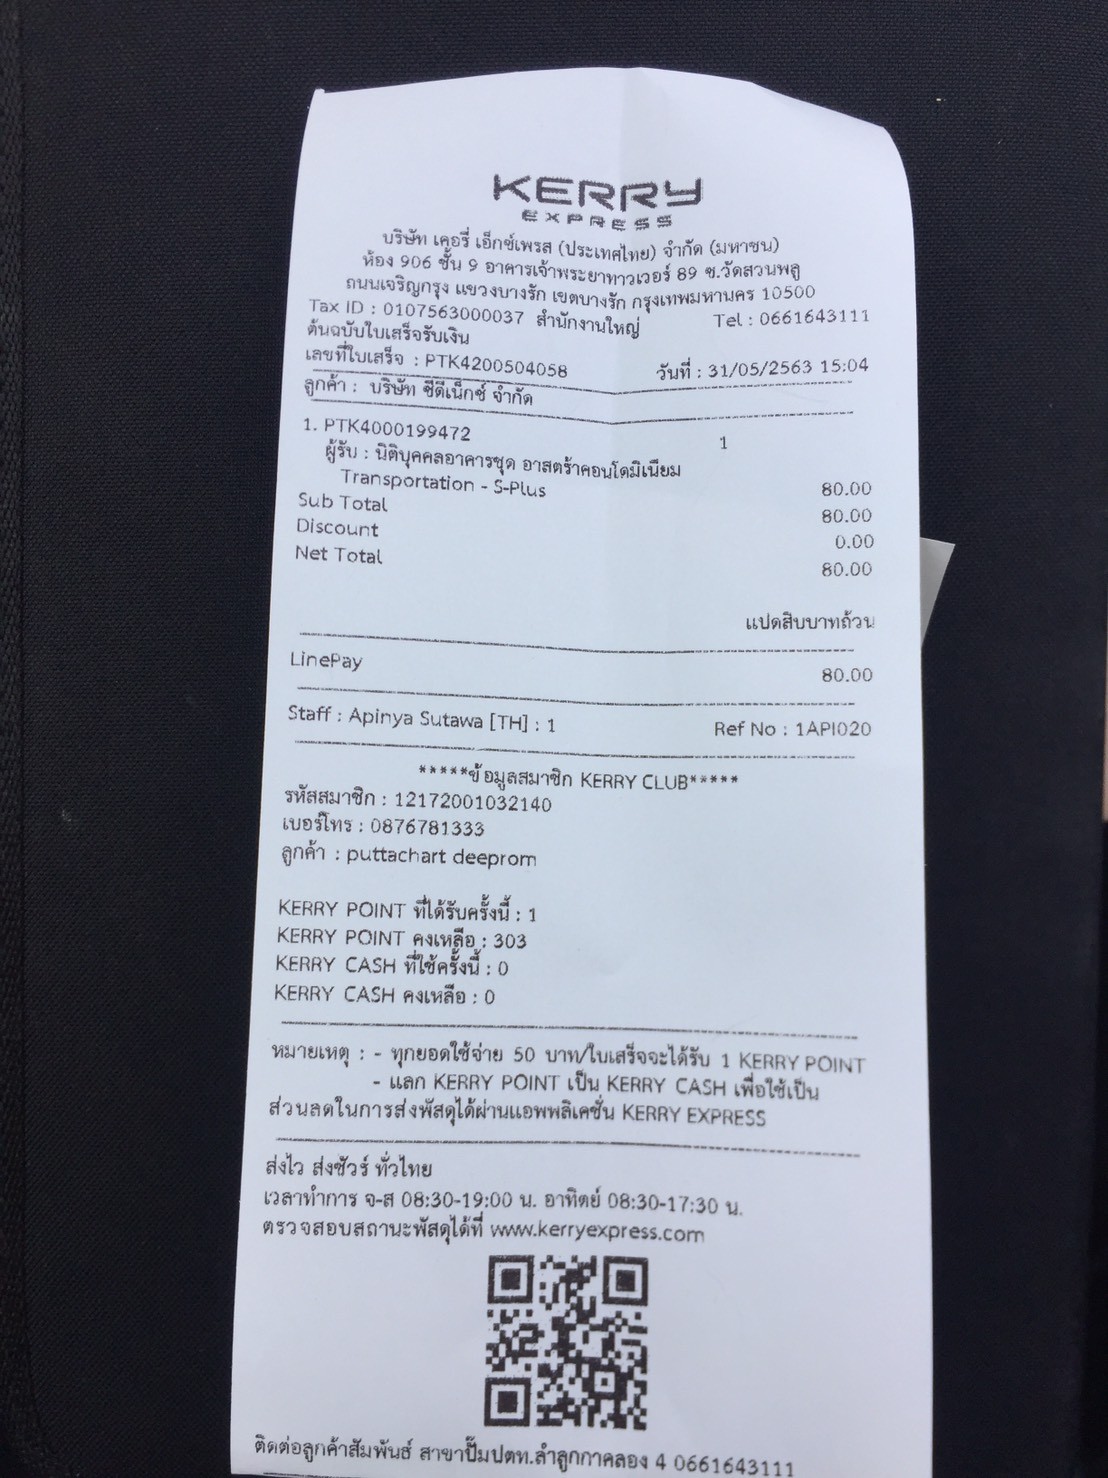 KERRY
EXPRESS
บริษัท เคอรี่ เอ็กซ์เพรส (ประเทศไทย) จำกัด (มหาชน)
ห้อง 906 ชั้น 9 อาคารเจ้าพระยาทาวเวอร์ 89 ซ.วัดสวนพลู
ถนนเจริญกรุง แขวงบางรัก เขตบางรัก กรุงเทพมหานคร 10500
Tax ID : 0107563000037 สำนักงานใหญ่ Tel : 0661643111
ต้นฉบับใบเสร็จรับเงิน
เลขที่ใบเสร็จ : PTK4200504058 วันที่ : 31/05/2563 15:04
ลูกค้า : บริษัท ซีดีเน็กซ์ จำกัด
1. PTK4000199472 1
ผู้รับ : นิติบุคคลอาคารชุด อาสตร้าคอนโดมิเนียม
Transportation - S-Plus 80.00
Sub Total 80.00
Discount 0.00
Net Total 80.00
แปดสิบบาทถ้วน
LinePay 80.00
Staff : Apinya Sutawa [TH] : 1 Ref No : 1API020
*****ข้อมูลสมาชิก KERRY CLUB*****
รหัสสมาชิก : 12172001032140
เบอร์โทร : 0876781333
ลูกค้า : puttachart deeprom
KERRY POINT ที่ได้รับครั้งนี้ : 1
KERRY POINT คงเหลือ : 303
KERRY CASH ที่ใช้ครั้งนี้ : 0
KERRY CASH คงเหลือ : 0
หมายเหตุ : - ทุกยอดใช้จ่าย 50 บาท/ใบเสร็จจะได้รับ 1 KERRY POINT
- แลก KERRY POINT เป็น KERRY CASH เพื่อใช้เป็น
ส่วนลดในการส่งพัสดุได้ผ่านแอพพลิเคชั่น KERRY EXPRESS
ส่งไว ส่งชัวร์ ทั่วไทย
เวลาทำการ จ-ส 08:30-19:00 น. อาทิตย์ 08:30-17:30 น.
ตรวจสอบสถานะพัสดุได้ที่ www.kerryexpress.com
ติดต่อลูกค้าสัมพันธ์ สาขาปั๊มปตท.ลำลูกกาคลอง 4 0661643111